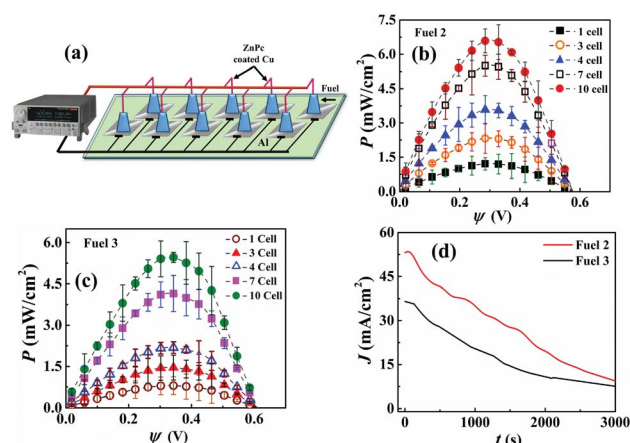 (a)
ZnPc
coated Cu
Fuel
Al
Fuel 2
(b)
1 cell
3 cell
4 cell
7 cell
10 cell
P (mW/cm²)
7.5
6.0
4.5
3.0
1.5
0.0
0.0 0.2 0.4 0.6 0.8
ψ (V)
Fuel 3
(c)
1 Cell
3 Cell
4 Cell
7 Cell
10 Cell
P (mW/cm²)
6.0
4.5
3.0
1.5
0.0
0.0 0.2 0.4 0.6
ψ (V)
(d)
Fuel 2
Fuel 3
J (mA/cm²)
60
45
30
15
0
0 1000 2000 3000
t (s)